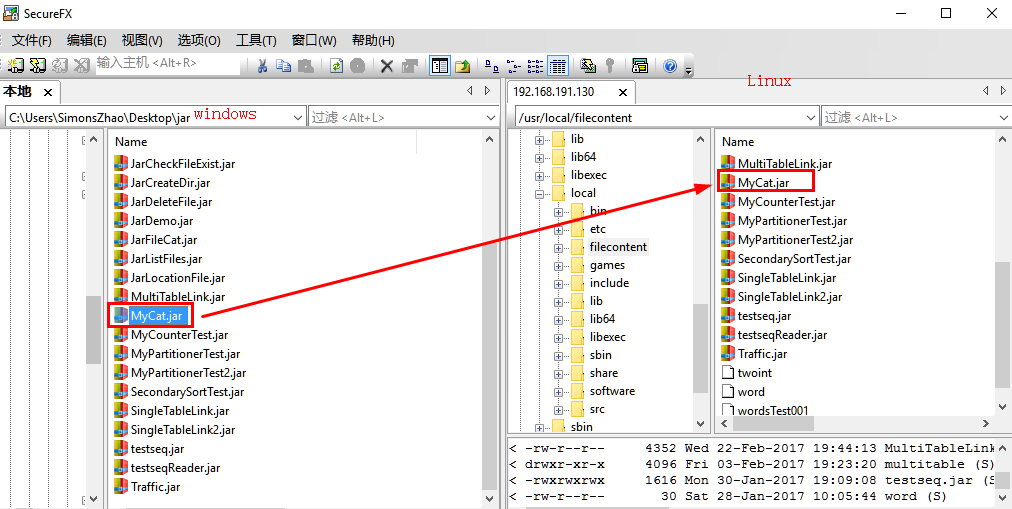 SecureFX
文件(F) 编辑(E) 视图(V) 选项(O) 工具(T) 窗口(W) 帮助(H)
输入主机 <Alt+R>
本地
C:\Users\SimonsZhao\Desktop\jar
windows
过滤 <Alt+L>
Name
JarCheckFileExist.jar
JarCreateDir.jar
JarDeleteFile.jar
JarDemo.jar
JarFileCat.jar
JarListFiles.jar
JarLocationFile.jar
MultiTableLink.jar
MyCat.jar
MyCounterTest.jar
MyPartitionerTest.jar
MyPartitionerTest2.jar
SecondarySortTest.jar
SingleTableLink.jar
SingleTableLink2.jar
testseq.jar
testseqReader.jar
Traffic.jar
Linux
192.168.191.130
/usr/local/filecontent
过滤 <Alt+L>
lib
lib64
libexec
local
bin
etc
filecontent
games
include
lib
lib64
libexec
sbin
share
software
src
sbin
Name
MultiTableLink.jar
MyCat.jar
MyCounterTest.jar
MyPartitionerTest.jar
MyPartitionerTest2.jar
SecondarySortTest.jar
SingleTableLink.jar
SingleTableLink2.jar
testseq.jar
testseqReader.jar
Traffic.jar
twoint
word
wordsTest001
< -rw-r--r-- 4352 Wed 22-Feb-2017 19:44:13 MultiTableLink
< drwxr-xr-x 4096 Fri 03-Feb-2017 19:23:20 multitable (S)
< -rwxrwxrwx 1616 Mon 30-Jan-2017 19:09:08 testseq.jar (S
< -rw-r--r-- 30 Sat 28-Jan-2017 10:05:44 word (S)